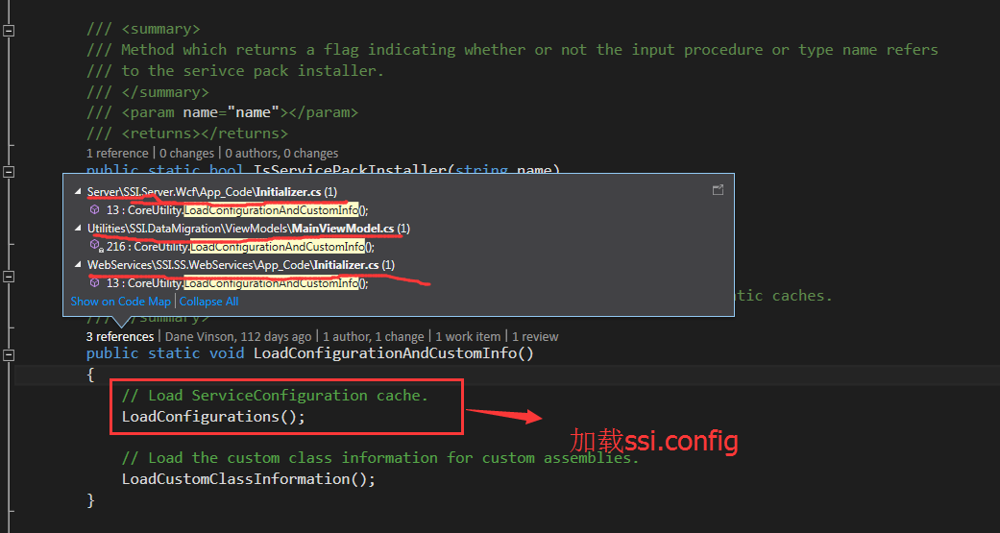 /// <summary>
/// Method which returns a flag indicating whether or not the input procedure or type name refers
/// to the serivce pack installer.
/// </summary>
/// <param name="name"></param>
/// <returns></returns>
1 reference | 0 changes | 0 authors, 0 changes
public static bool IsServicePackInstaller(string name)
Server\SSI.Server.Wcf\App_Code\Initializer.cs (1)
13 : CoreUtility.LoadConfigurationAndCustomInfo();
Utilities\SSI.DataMigration\ViewModels\MainViewModel.cs (1)
216 : CoreUtility.LoadConfigurationAndCustomInfo();
WebServices\SSI.SS.WebServices\App_Code\Initializer.cs (1)
13 : CoreUtility.LoadConfigurationAndCustomInfo();
tic caches.
Show on Code Map | Collapse All
/// </summary>
3 references | Dane Vinson, 112 days ago | 1 author, 1 change | 1 work item | 1 review
public static void LoadConfigurationAndCustomInfo()
{
// Load ServiceConfiguration cache.
LoadConfigurations();
加载ssi.config
// Load the custom class information for custom assemblies.
LoadCustomClassInformation();
}